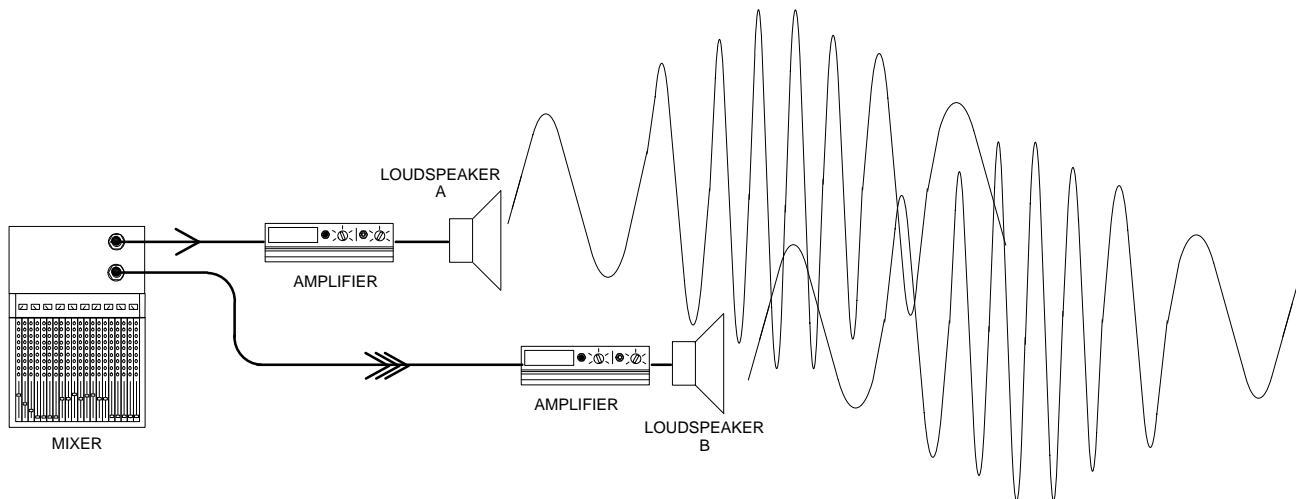 LOUDSPEAKER
A
AMPLIFIER
AMPLIFIER
LOUDSPEAKER
B
MIXER